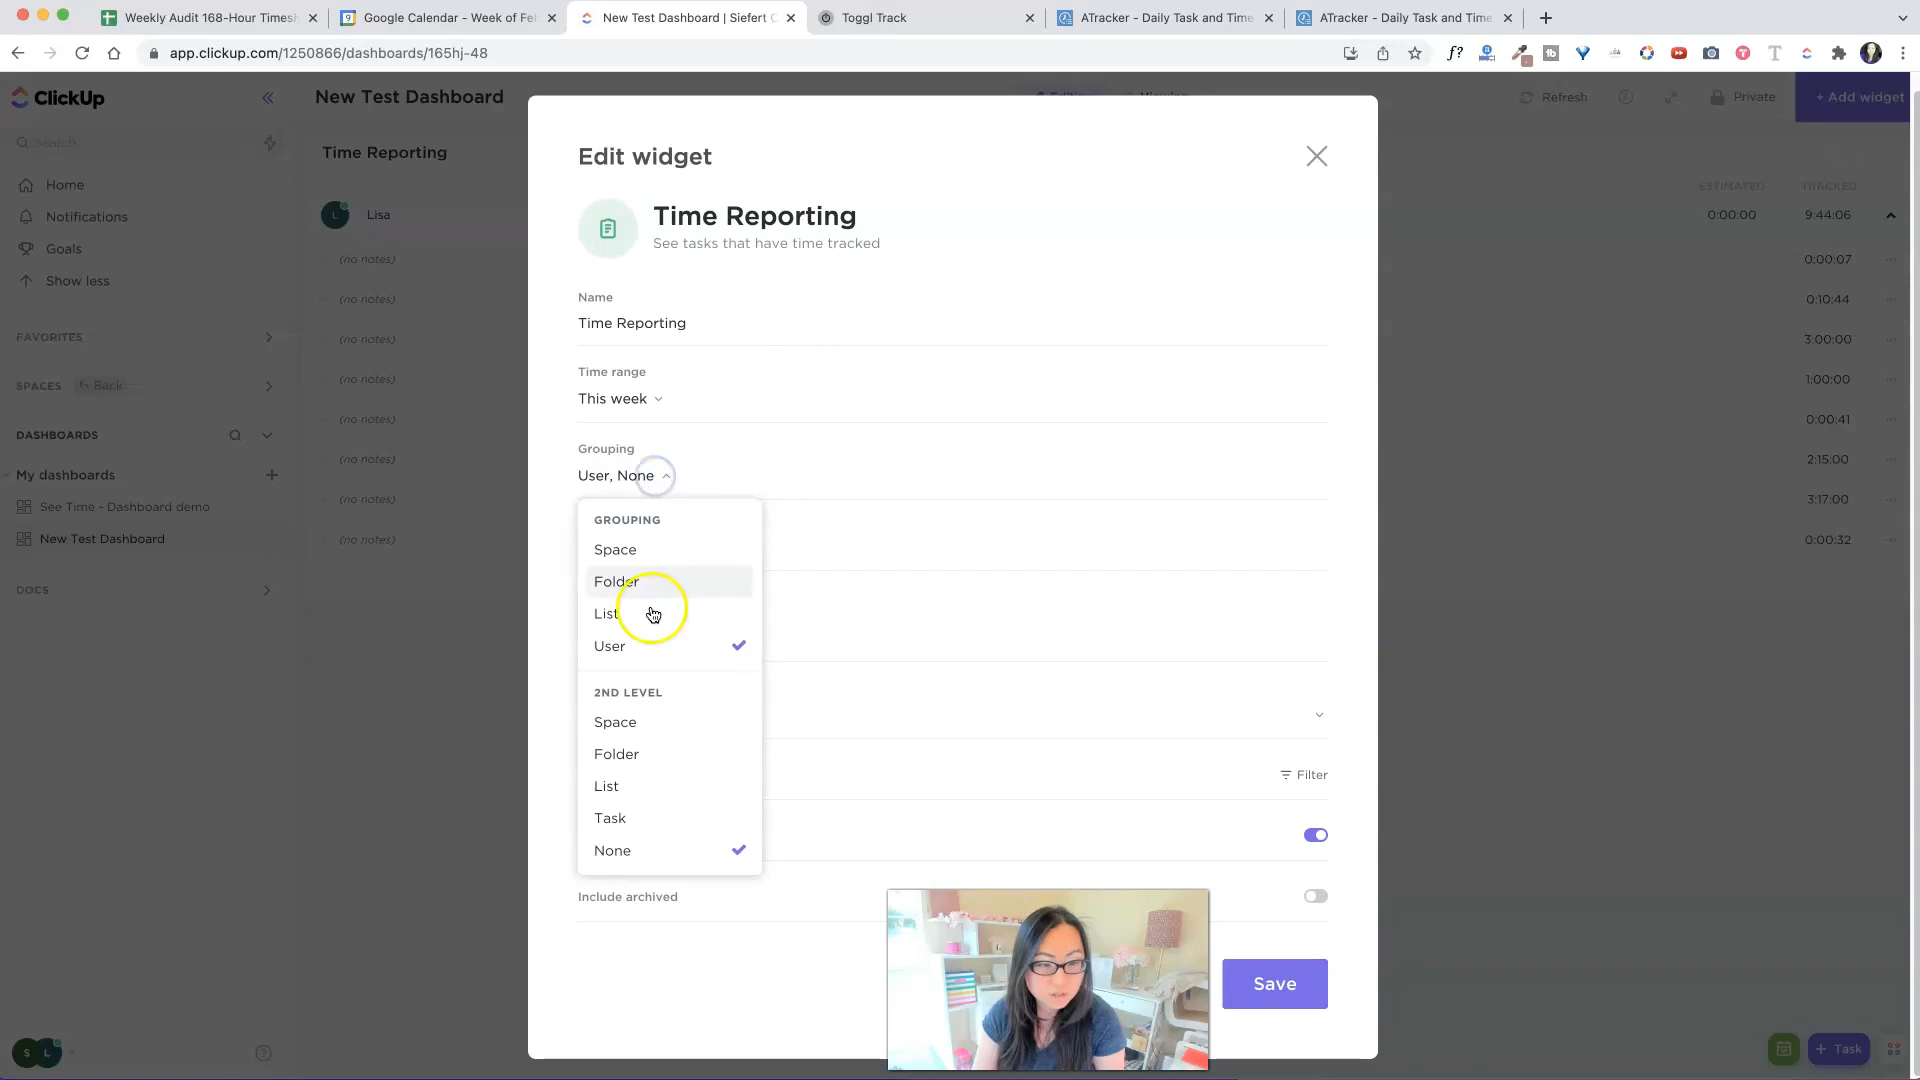 Weekly Audit 168-Hour Timesh
Google Calendar - Week of Feb
New Test Dashboard | Siefert C
Toggl Track
ATracker - Daily Task and Time
ATracker - Daily Task and Time
app.clickup.com/1250866/dashboards/165hj-48
ClickUp
New Test Dashboard
Editing
Viewing
Refresh
Private
+ Add widget
Search
Home
Notifications
Goals
Show less
FAVORITES
SPACES
Back
DASHBOARDS
My dashboards
See Time - Dashboard demo
New Test Dashboard
DOCS
Time Reporting
ESTIMATED
TRACKED
L
Lisa
0:00:00
9:44:06
(no notes)
0:00:07
(no notes)
0:10:44
(no notes)
3:00:00
(no notes)
1:00:00
(no notes)
0:00:41
(no notes)
2:15:00
(no notes)
3:17:00
(no notes)
0:00:32
Edit widget
Time Reporting
See tasks that have time tracked
Name
Time Reporting
Time range
This week
Grouping
User, None
GROUPING
Space
Folder
List
User
2ND LEVEL
Space
Folder
List
Task
None
Filter
Include archived
Save
S
L
+ Task